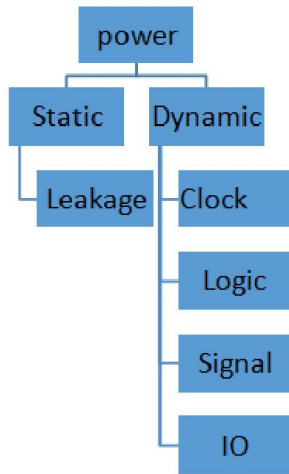 power
Static
Dynamic
Leakage
Clock
Logic
Signal
IO